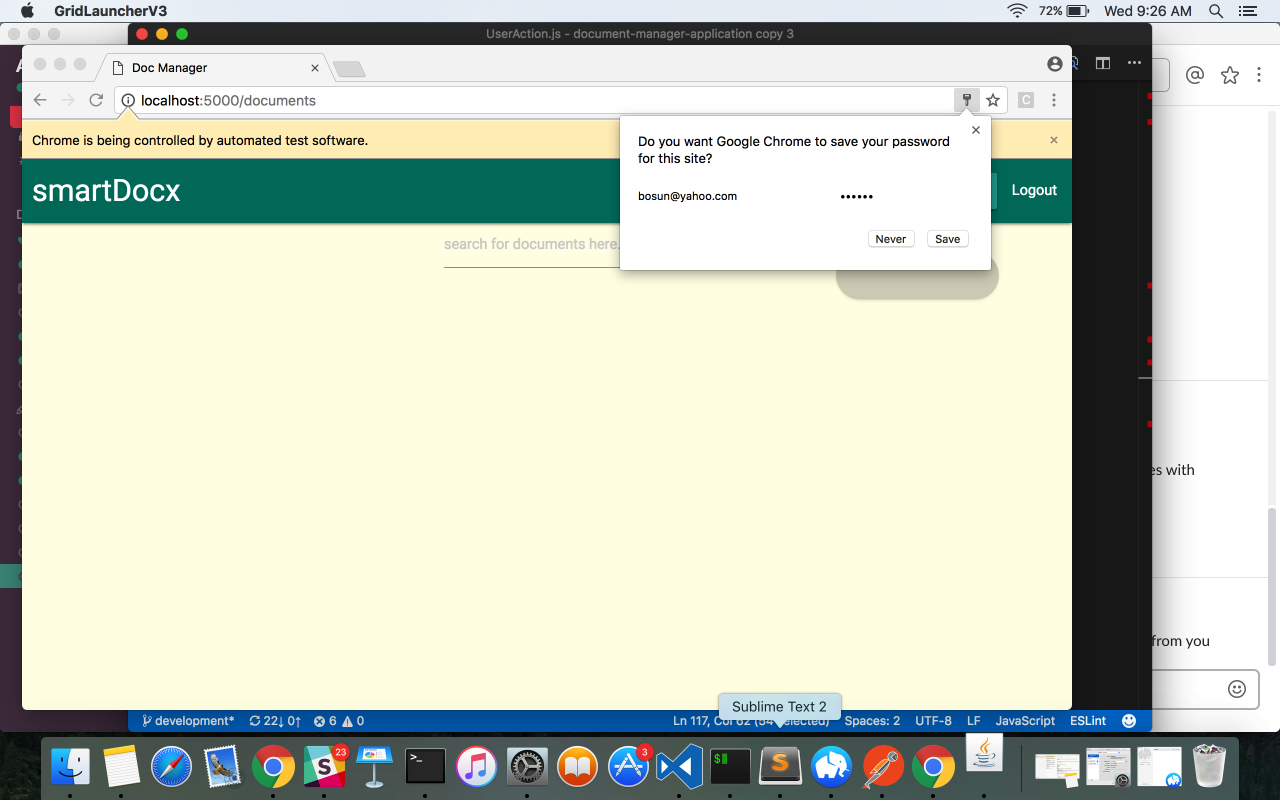 GridLauncherV3
72%
Wed 9:26 AM
UserAction.js - document-manager-application copy 3
Doc Manager
localhost:5000/documents
C
Chrome is being controlled by automated test software.
Do you want Google Chrome to save your password
for this site?
bosun@yahoo.com
••••••
Never
Save
smartDocx
Logout
search for documents here.
es with
from you
Sublime Text 2
development*
22↓ 0↑
6
0
Ln 117, Col 62 (54 selected)
Spaces: 2
UTF-8
LF
JavaScript
ESLint
23
3